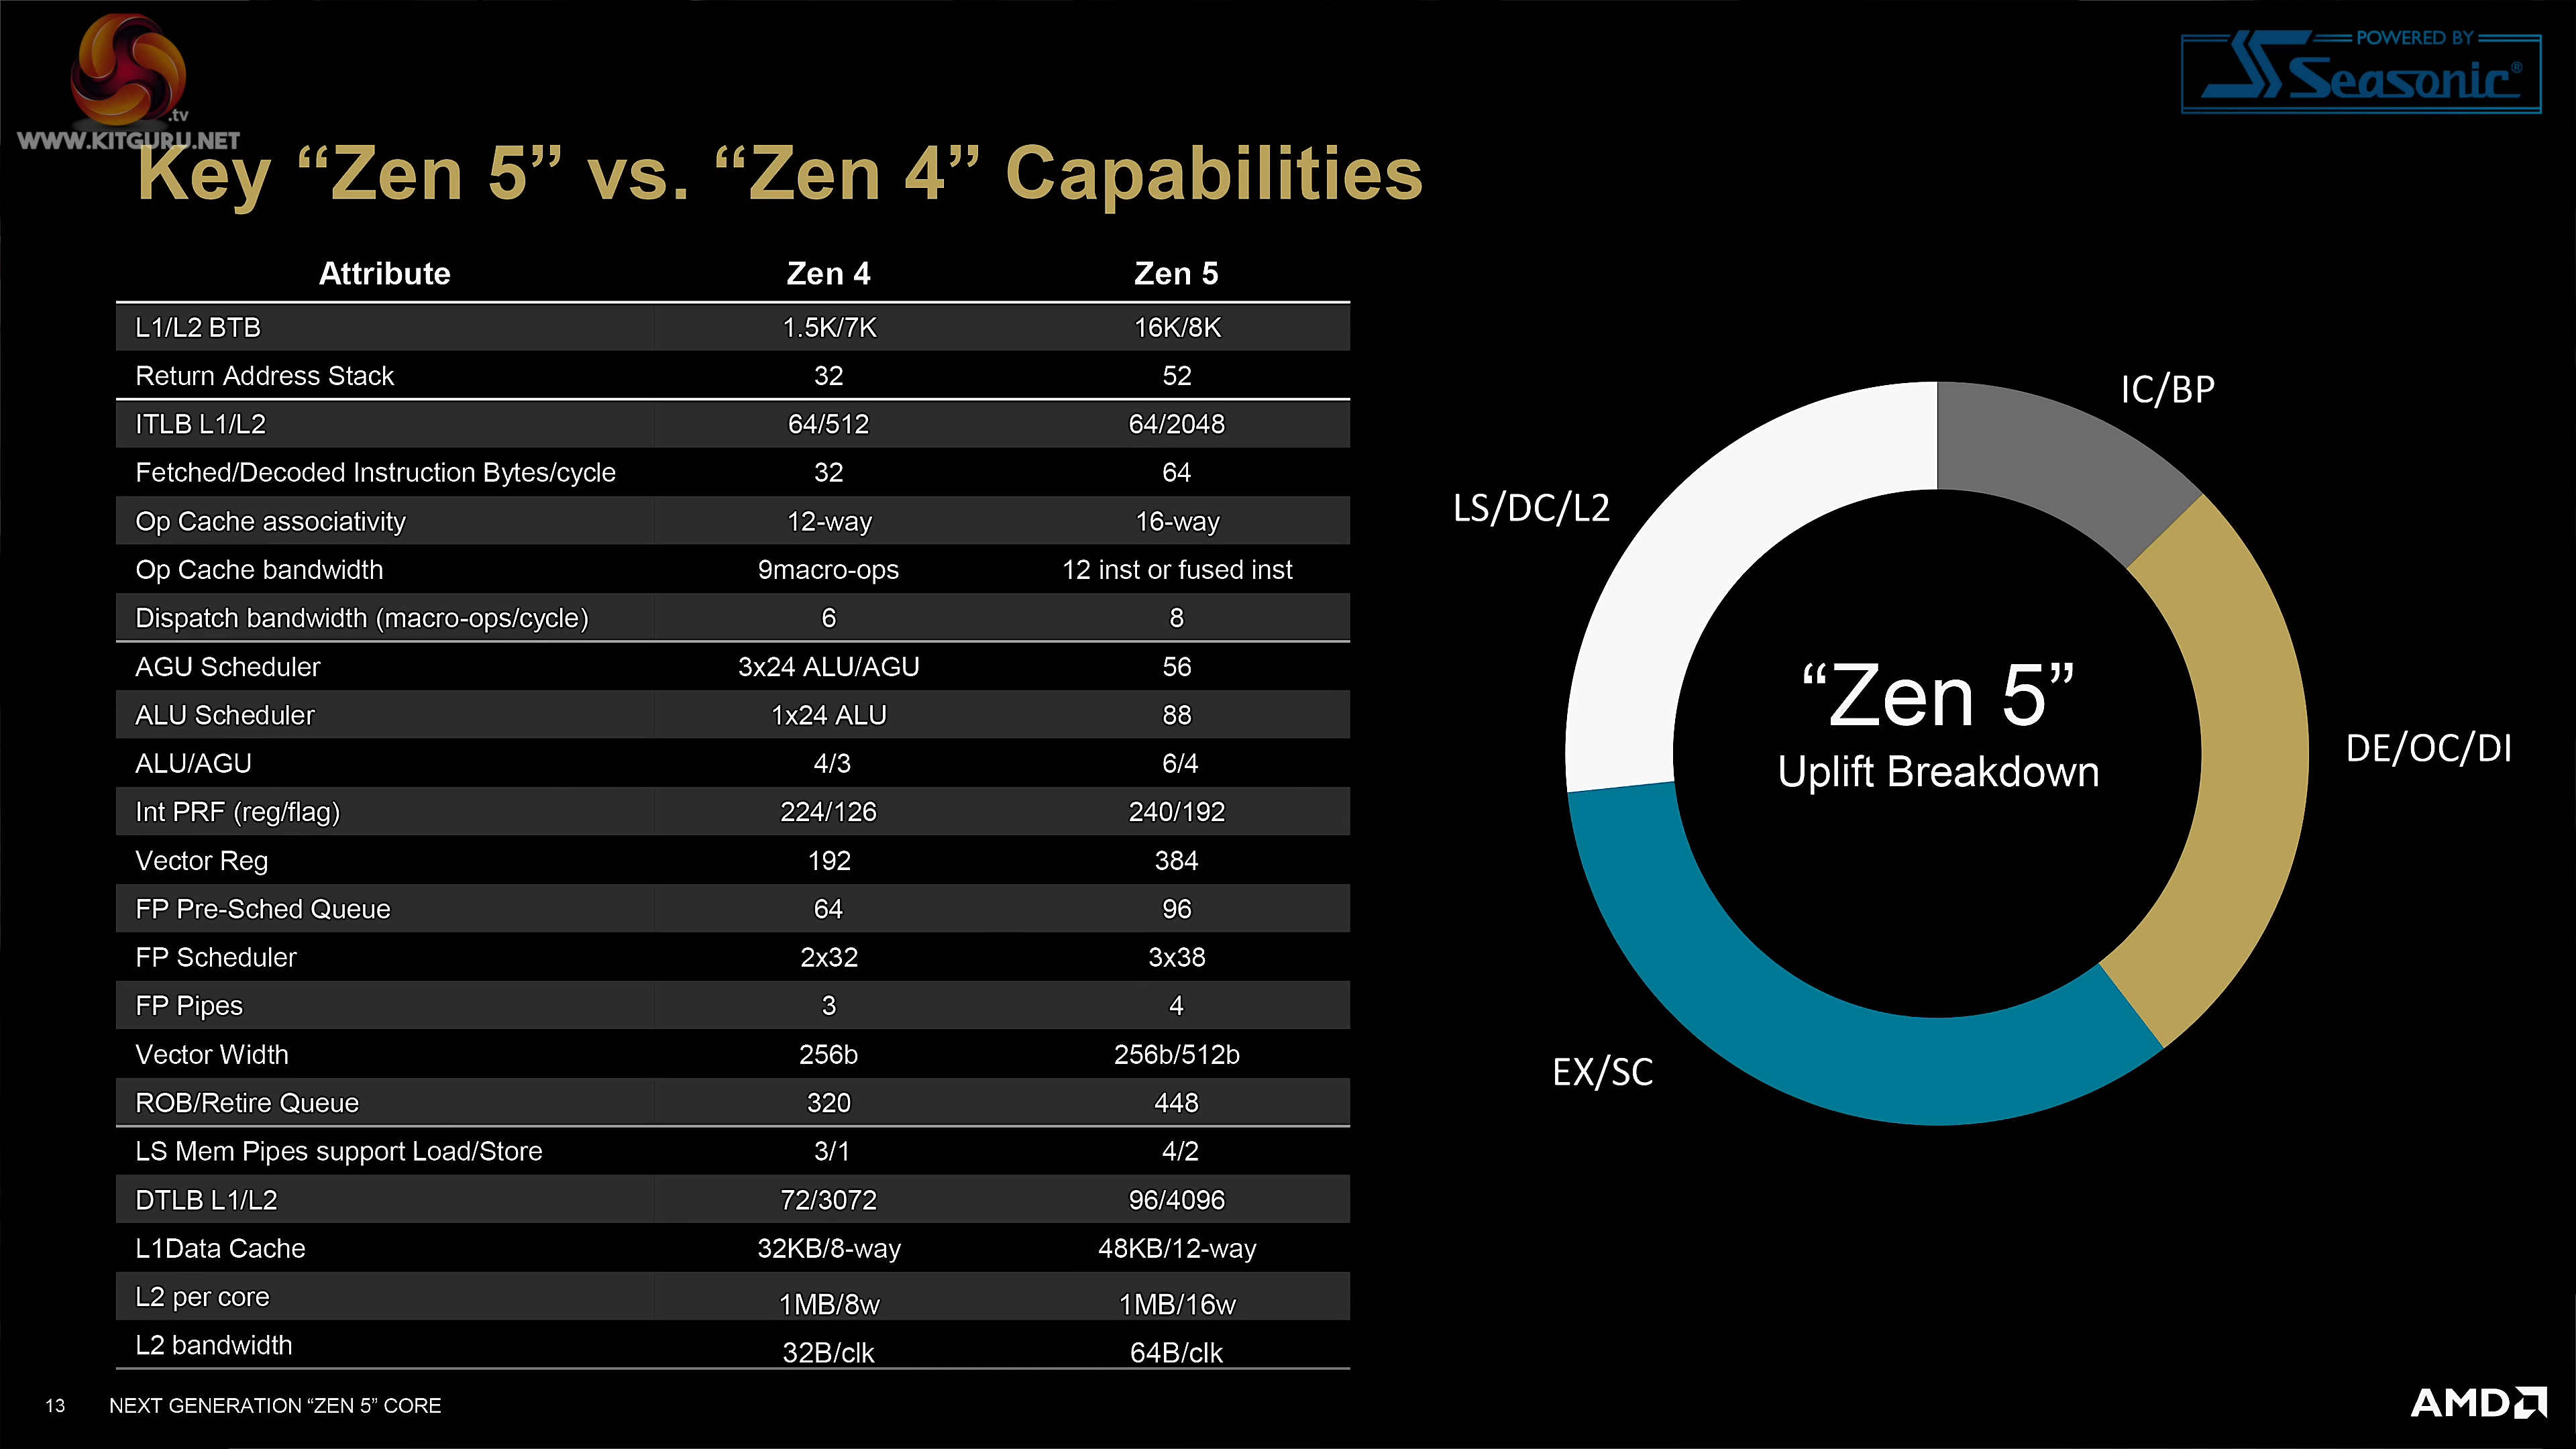 .tv
WWW.KITGURU.NET
POWERED BY
Seasonic®
Key “Zen 5” vs. “Zen 4” Capabilities
Attribute Zen 4 Zen 5
L1/L2 BTB 1.5K/7K 16K/8K
Return Address Stack 32 52
ITLB L1/L2 64/512 64/2048
Fetched/Decoded Instruction Bytes/cycle 32 64
Op Cache associativity 12-way 16-way
Op Cache bandwidth 9macro-ops 12 inst or fused inst
Dispatch bandwidth (macro-ops/cycle) 6 8
AGU Scheduler 3x24 ALU/AGU 56
ALU Scheduler 1x24 ALU 88
ALU/AGU 4/3 6/4
Int PRF (reg/flag) 224/126 240/192
Vector Reg 192 384
FP Pre-Sched Queue 64 96
FP Scheduler 2x32 3x38
FP Pipes 3 4
Vector Width 256b 256b/512b
ROB/Retire Queue 320 448
LS Mem Pipes support Load/Store 3/1 4/2
DTLB L1/L2 72/3072 96/4096
L1Data Cache 32KB/8-way 48KB/12-way
L2 per core 1MB/8w 1MB/16w
L2 bandwidth 32B/clk 64B/clk
IC/BP
LS/DC/L2
“Zen 5”
Uplift Breakdown
DE/OC/DI
EX/SC
13 NEXT GENERATION “ZEN 5” CORE
AMD